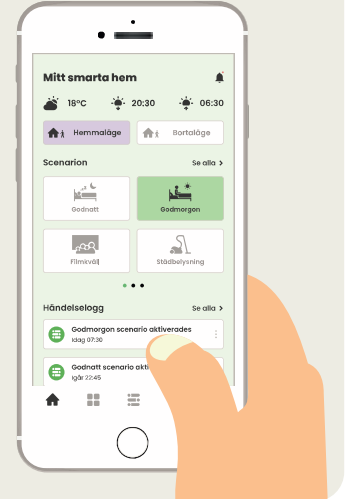 Mitt smarta hem
18°C 20:30 06:30
Hemmaläge Bortaläge
Scenarion Se alla >
Godnatt Godmorgon
Filmkväll Städbelysning
Händelselogg Se alla >
Godmorgon scenario aktiverades
Idag 07:30
Godnatt scenario akti
Igår 22:45